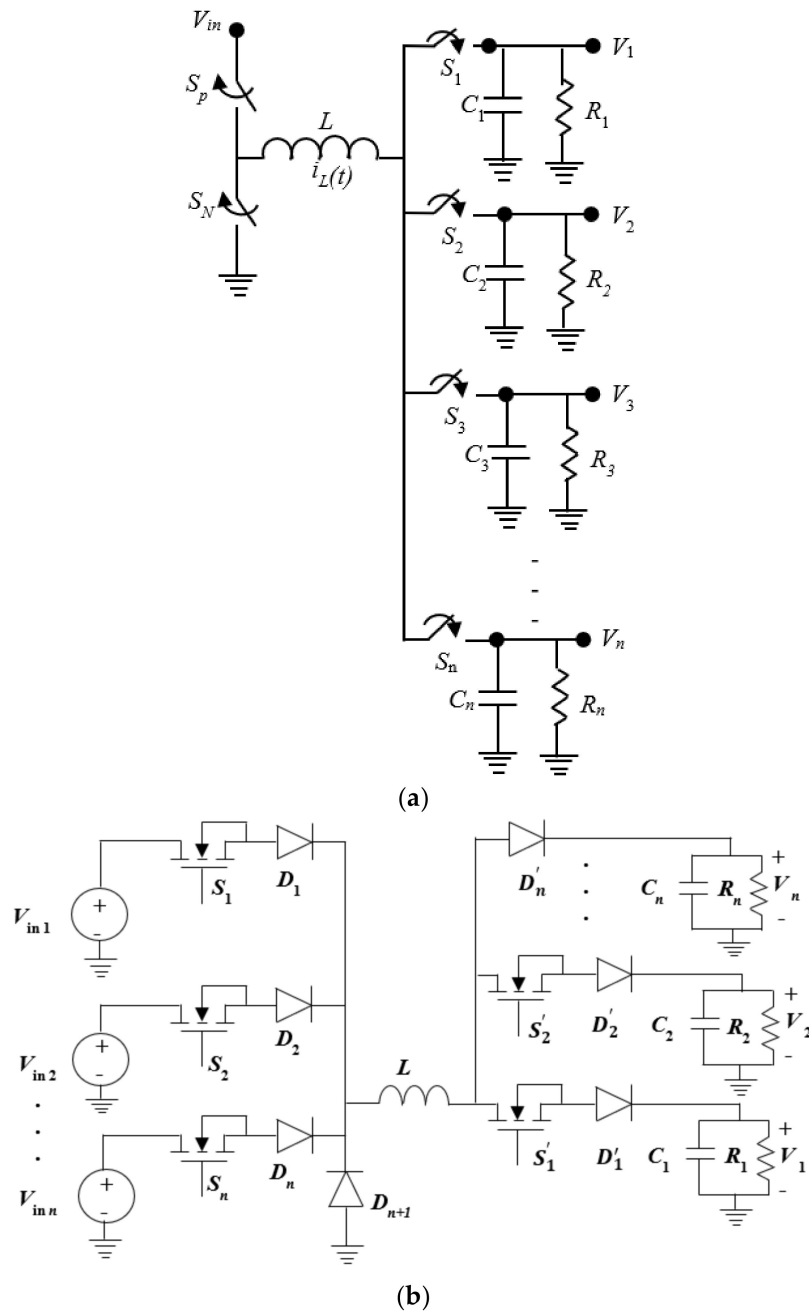 V_in
S_p
S_N
L
i_L(t)
S_1
V_1
C_1
R_1
S_2
V_2
C_2
R_2
S_3
V_3
C_3
R_3
-
-
-
S_n
V_n
C_n
R_n
(a)
V_in 1
+
-
S_1
D_1
V_in 2
+
-
S_2
D_2
V_in n
+
-
S_n
D_n
D_n+1
L
D'_n
C_n
R_n
+
V_n
-
S'_2
D'_2
C_2
R_2
+
V_2
-
S'_1
D'_1
C_1
R_1
+
V_1
-
(b)